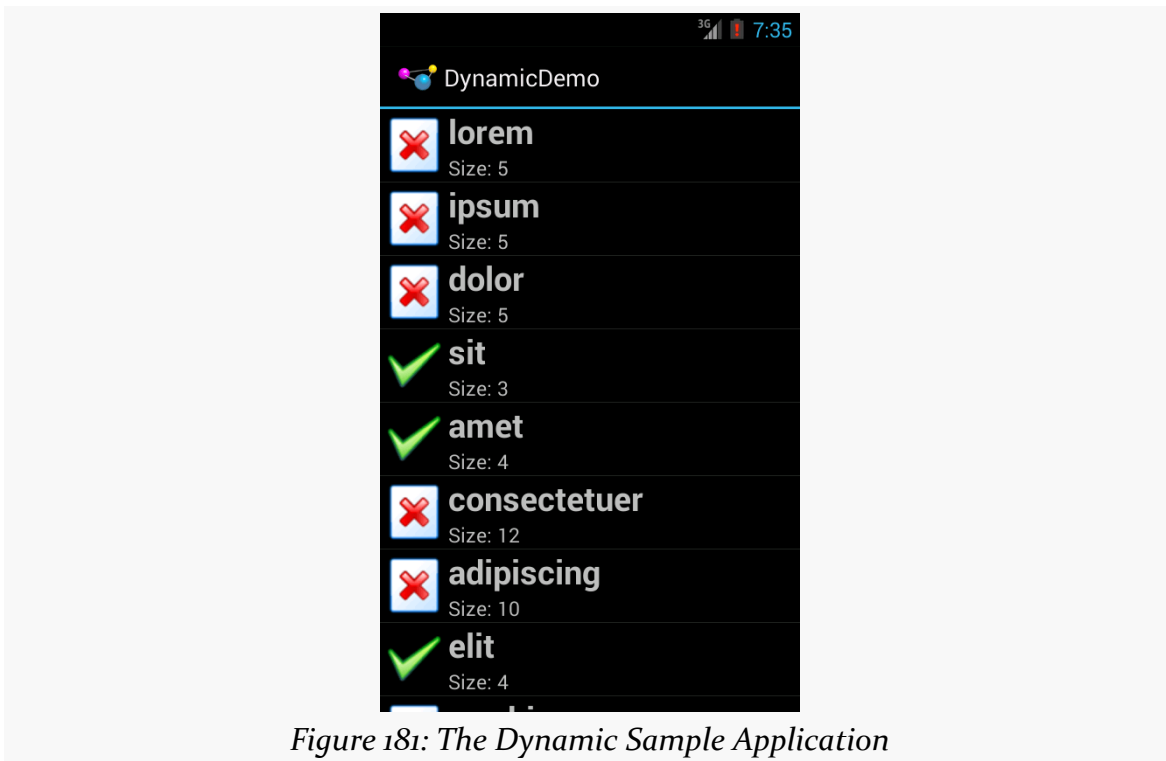 3G 7:35
DynamicDemo
lorem
Size: 5
ipsum
Size: 5
dolor
Size: 5
sit
Size: 3
amet
Size: 4
consectetuer
Size: 12
adipiscing
Size: 10
elit
Size: 4
Figure 181: The Dynamic Sample Application